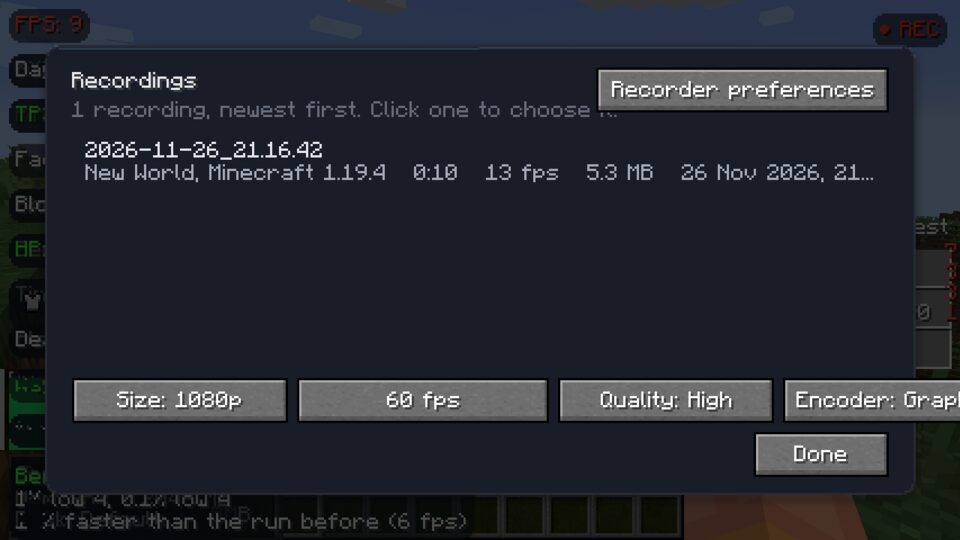 FPS: 9
REC
Recordings
Recorder preferences
1 recording, newest first. Click one to choose it.
2026-11-26_21.16.42
New World, Minecraft 1.19.4 0:10 13 fps 5.3 MB 26 Nov 2026, 21...
Size: 1080p
60 fps
Quality: High
Encoder: Grap
Done
faster than the run before (6 fps)